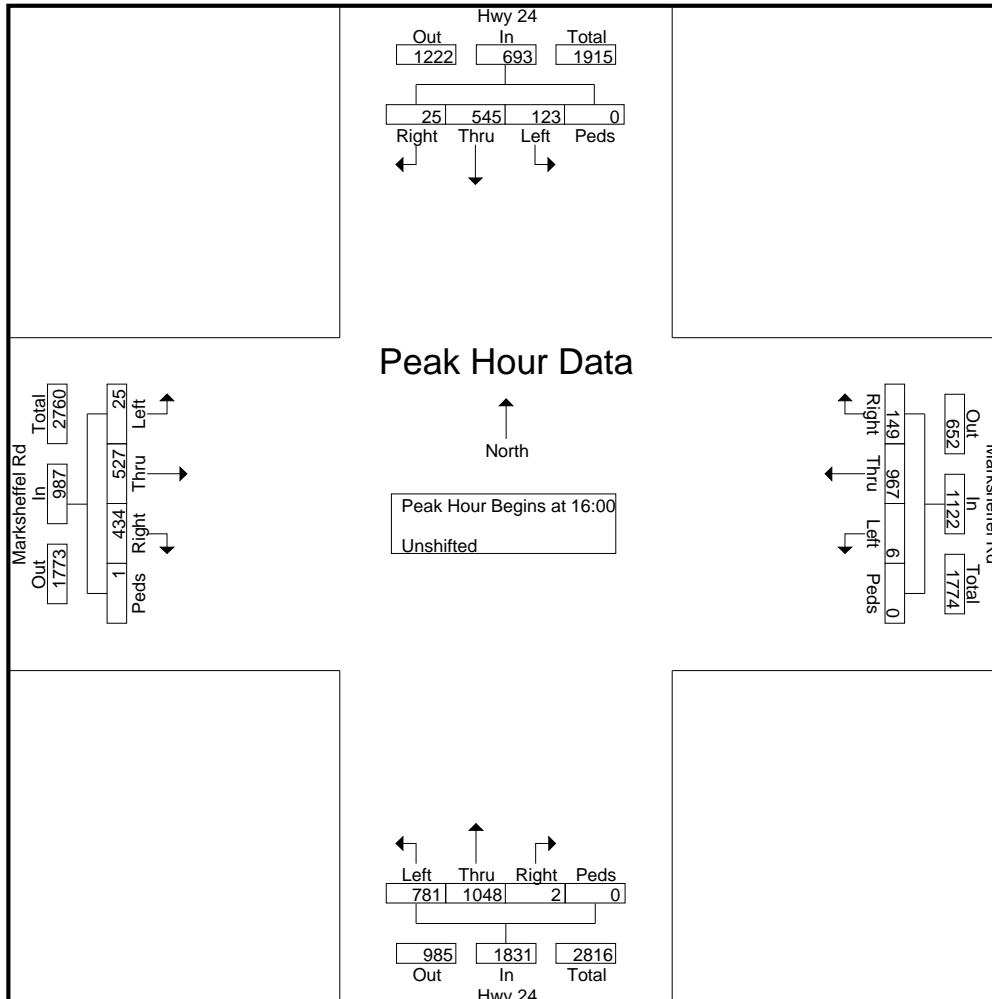 Hwy 24
Out In Total
1222 693 1915
25 545 123 0
Right Thru Left Peds
Peak Hour Data
North
Peak Hour Begins at 16:00
Unshifted
Marksheffel Rd
Total In Out
2760 987 1773
25 527 434 1
Left Thru Right Peds
Marksheffel Rd
Out In Total
652 1122 1774
149 967 6 0
Right Thru Left Peds
Left Thru Right Peds
781 1048 2 0
985 1831 2816
Out In Total
Hwy 24